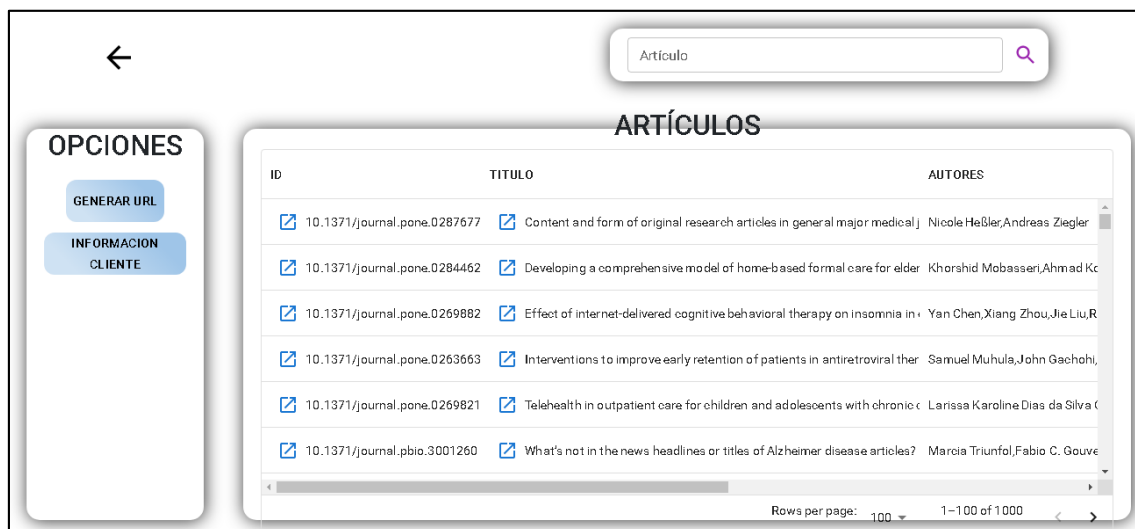 Artículo
ARTÍCULOS
OPCIONES
GENERAR URL
INFORMACION
CLIENTE
ID TITULO AUTORES
10.1371/journal.pone.0287677 Content and form of original research articles in general major medical j Nicole Heßler,Andreas Ziegler
10.1371/journal.pone.0284462 Developing a comprehensive model of home-based formal care for elder Khorshid Mobasseri,Ahmad Ko
10.1371/journal.pone.0269882 Effect of internet-delivered cognitive behavioral therapy on insomnia in Yan Chen,Xiang Zhou,Jie Liu,R
10.1371/journal.pone.0263663 Interventions to improve early retention of patients in antiretroviral ther Samuel Muhula,John Gachohi,
10.1371/journal.pone.0269821 Telehealth in outpatient care for children and adolescents with chronic c Larissa Karoline Dias da Silva
10.1371/journal.pbio.3001260 What's not in the news headlines or titles of Alzheimer disease articles? Marcia Triunfol,Fabio C. Gouve
Rows per page: 100 1–100 of 1000